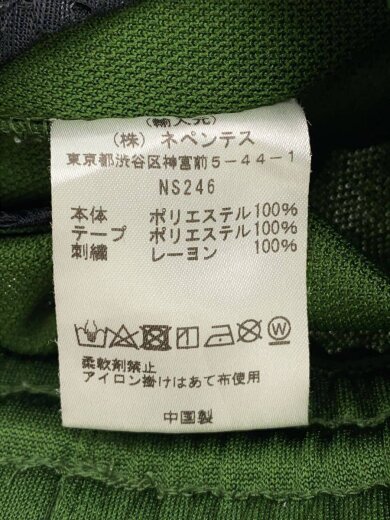 (輸入元)
(株) ネペンテス
東京都渋谷区神宮前5-44-1
NS246
本体 ポリエステル100%
テープ ポリエステル100%
刺繍 レーヨン 100%
W
柔軟剤禁止
アイロン掛けはあて布使用
中国製